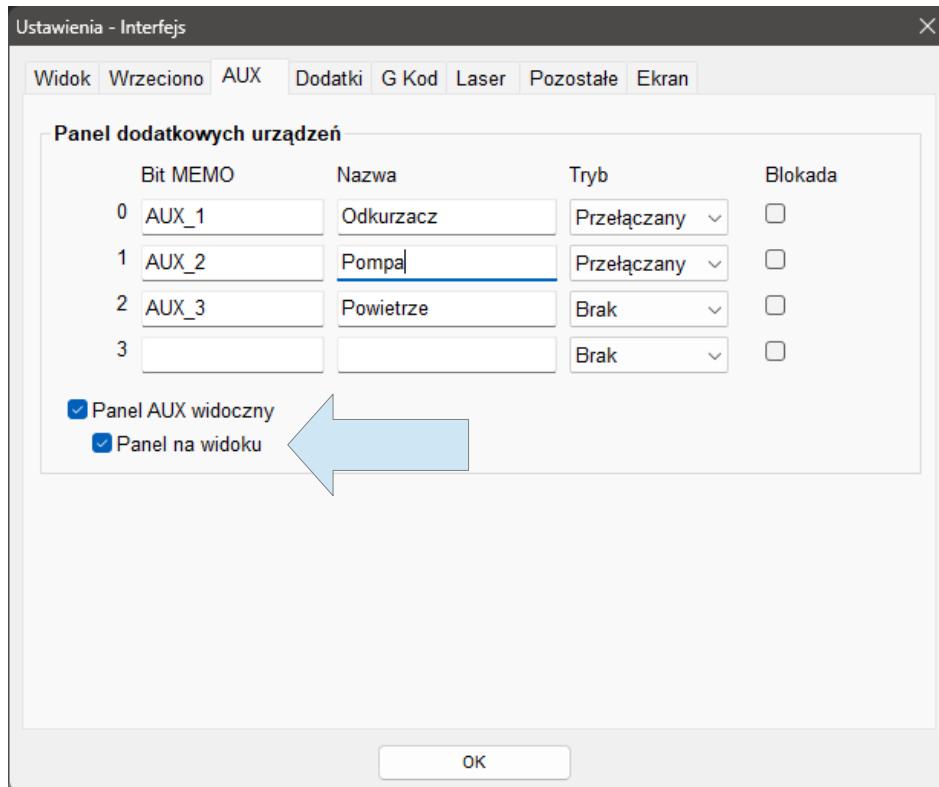 Ustawienia - Interfejs
Widok Wrzeciono AUX Dodatki G Kod Laser Pozostałe Ekran
Panel dodatkowych urządzeń
Bit MEMO Nazwa Tryb Blokada
0 AUX_1 Odkurzacz Przełączany
1 AUX_2 Pompa Przełączany
2 AUX_3 Powietrze Brak
3 Brak
Panel AUX widoczny
Panel na widoku
OK